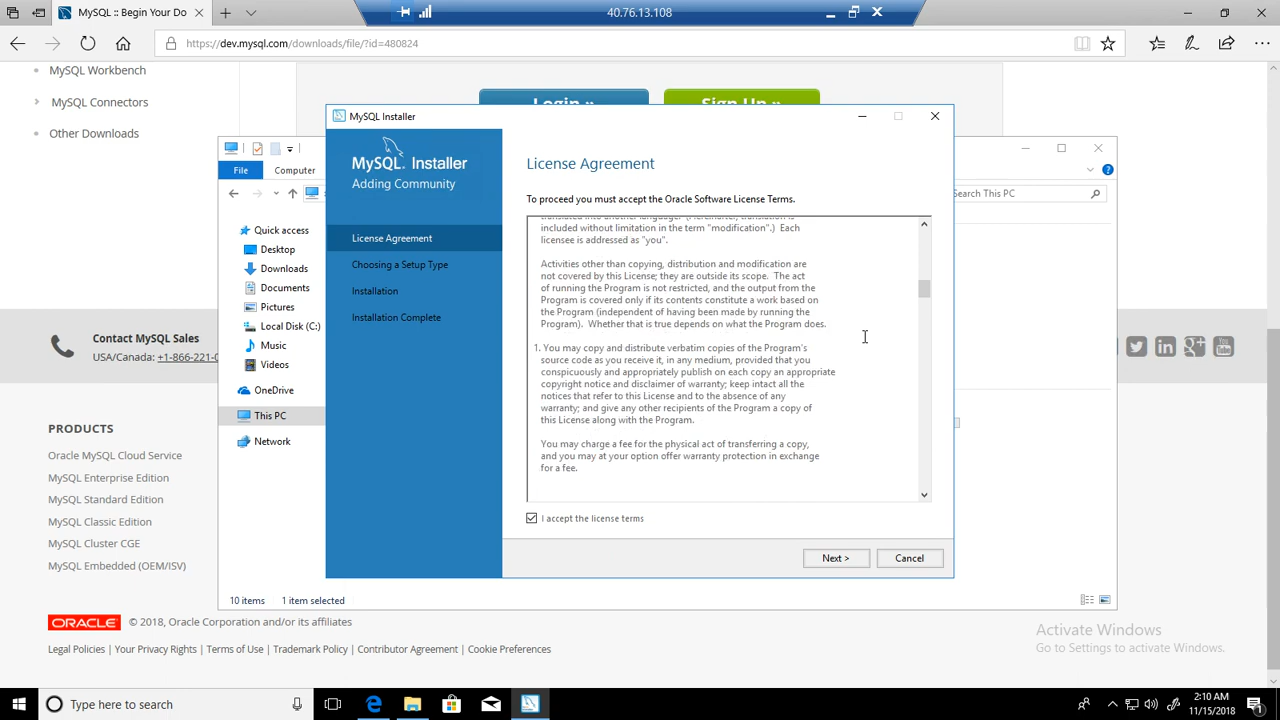 MySQL :: Begin Your Do
40.76.13.108
https://dev.mysql.com/downloads/file/?id=480824
MySQL Workbench
MySQL Connectors
Other Downloads
Login »
Sign Up »
MySQL Installer
MySQL. Installer
Adding Community
License Agreement
Choosing a Setup Type
Installation
Installation Complete
License Agreement
To proceed you must accept the Oracle Software License Terms.
translated into another language. (Hereinafter, translation is
included without limitation in the term "modification".) Each
licensee is addressed as "you".
Activities other than copying, distribution and modification are
not covered by this License; they are outside its scope. The act
of running the Program is not restricted, and the output from the
Program is covered only if its contents constitute a work based on
the Program (independent of having been made by running the
Program). Whether that is true depends on what the Program does.
1. You may copy and distribute verbatim copies of the Program's
source code as you receive it, in any medium, provided that you
conspicuously and appropriately publish on each copy an appropriate
copyright notice and disclaimer of warranty; keep intact all the
notices that refer to this License and to the absence of any
warranty; and give any other recipients of the Program a copy of
this License along with the Program.
You may charge a fee for the physical act of transferring a copy,
and you may at your option offer warranty protection in exchange
for a fee.
I accept the license terms
Next >
Cancel
File
Computer
Search This PC
Quick access
Desktop
Downloads
Documents
Pictures
Local Disk (C:)
Music
Videos
OneDrive
This PC
Network
10 items
1 item selected
Contact MySQL Sales
USA/Canada: +1-866-221-0
PRODUCTS
Oracle MySQL Cloud Service
MySQL Enterprise Edition
MySQL Standard Edition
MySQL Classic Edition
MySQL Cluster CGE
MySQL Embedded (OEM/ISV)
ORACLE © 2018, Oracle Corporation and/or its affiliates
Legal Policies | Your Privacy Rights | Terms of Use | Trademark Policy | Contributor Agreement | Cookie Preferences
Activate Windows
Go to Settings to activate Windows.
Type here to search
2:10 AM
11/15/2018